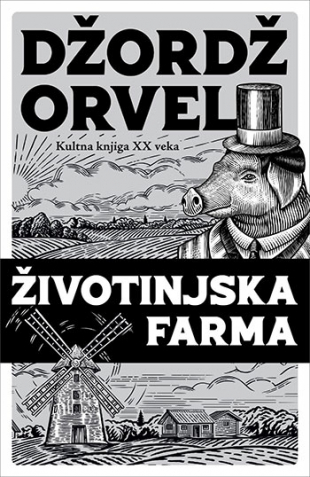 DŽORDŽ
ORVEL
Kultna knjiga XX veka
ŽIVOTINJSKA
FARMA